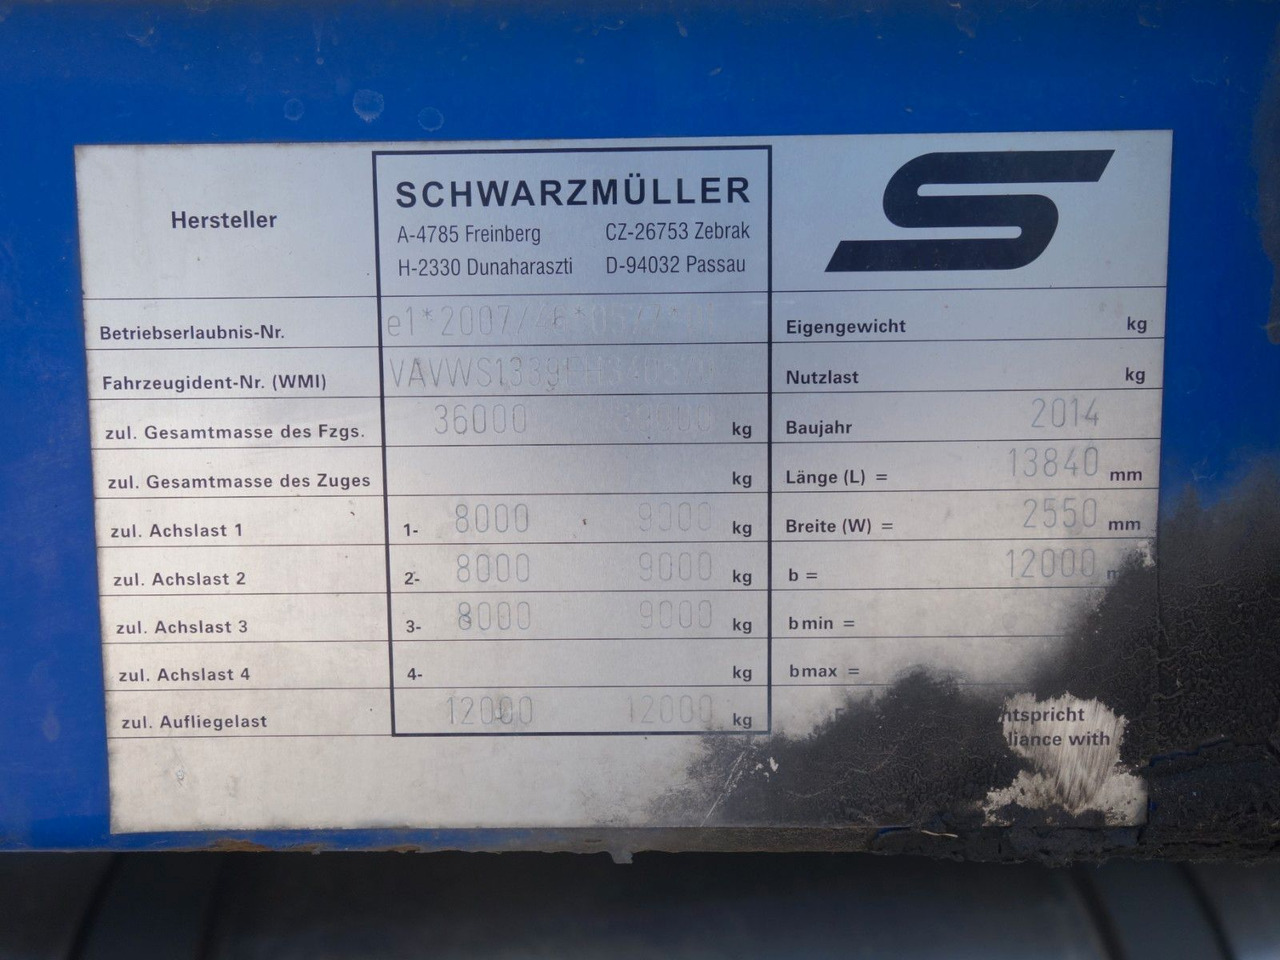 Hersteller
SCHWARZMÜLLER
A-4785 Freinberg CZ-26753 Zebrak
H-2330 Dunaharaszti D-94032 Passau
Betriebserlaubnis-Nr. Eigengewicht kg
Fahrzeugident-Nr. (WMI) Nutzlast kg
zul. Gesamtmasse des Fzgs. 36000 39000 kg Baujahr 2014
zul. Gesamtmasse des Zuges kg Länge (L) = 13840 mm
zul. Achslast 1 1- 8000 9000 kg Breite (W) = 2550 mm
zul. Achslast 2 2- 8000 9000 kg b = 12000
zul. Achslast 3 3- 8000 9000 kg b min =
zul. Achslast 4 4- kg bmax =
zul. Aufliegelast 12000 12000 kg
with